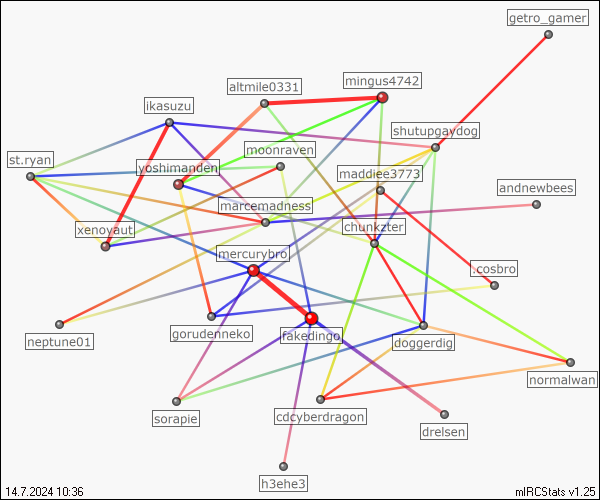 getro_gamer
mingus4742
altmile0331
ikasuzu
shutupgaydog
moonraven
st.ryan
yoshimanden
maddiee3773
andnewbees
marcemadness
xenoyaut
chunkzter
mercurybro
.cosbro
neptune01
gorudenneko
fakedingo
doggerdig
normalwan
sorapie
cdcyberdragon
drelsen
h3ehe3
14.7.2024 10:36
mIRCStats v1.25